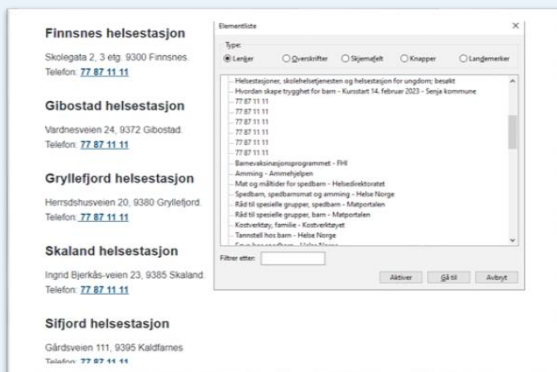 Finnsnes helsestasjon
Skolegata 2, 3 etg. 9300 Finnsnes
Telefon: 77 87 11 11
Gibostad helsestasjon
Vardnesveien 24, 9372 Gibostad.
Telefon: 77 87 11 11
Gryllefjord helsestasjon
Herrsdshusveien 20, 9380 Gryllefjord.
Telefon: 77 87 11 11
Skaland helsestasjon
Ingrid Bjerkås-veien 23, 9385 Skaland.
Telefon: 77 87 11 11
Sifjord helsestasjon
Gårdsveien 111, 9395 Kaldfarnes
Telefon: 77 87 11 11
Elementliste
Type:
Lenker Overskrifter Skjemafelt Knapper Landemerker
Helsestasjoner, skolehelsetjenesten og helsestasjon for ungdom; besøkt
Hvordan skape trygghet for barn - Kursstart 14. februar 2023 - Senja kommune
77 87 11 11
77 87 11 11
77 87 11 11
77 87 11 11
77 87 11 11
Barnevaksinasjonsprogrammet - FHI
Amming - Ammehjelpen
Mat og måltider for spedbarn - Helsedirektoratet
Spedbarn, spedbarnsmat og amming - Helse Norge
Råd til spesielle grupper, spedbarn - Matportalen
Råd til spesielle grupper, barn - Matportalen
Kostverktøy, familie - Kostverktøyet
Tannstell hos barn - Helse Norge
Filtrer etter:
Aktiver Gå til Avbryt